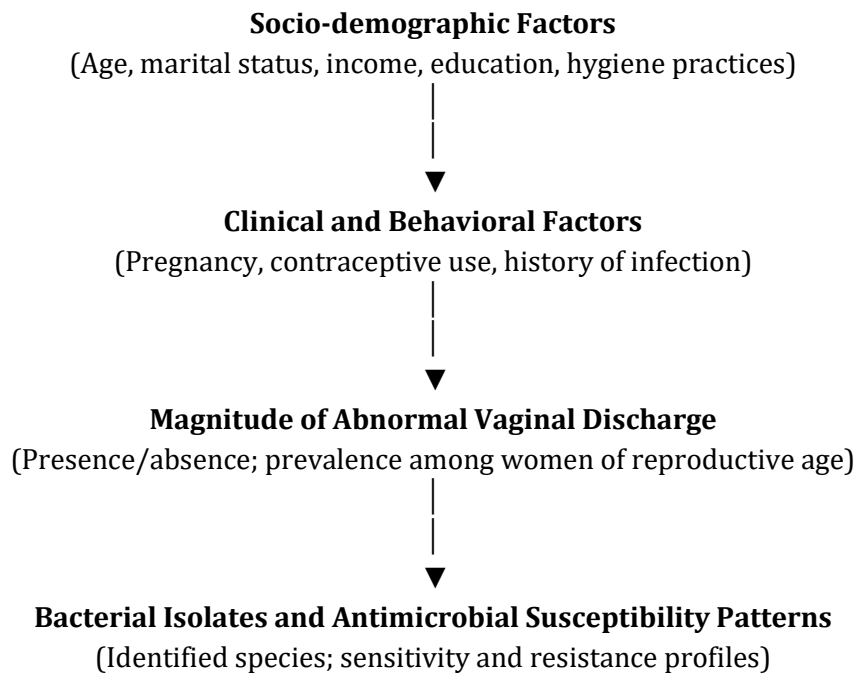 Socio-demographic Factors
(Age, marital status, income, education, hygiene practices)
Clinical and Behavioral Factors
(Pregnancy, contraceptive use, history of infection)
Magnitude of Abnormal Vaginal Discharge
(Presence/absence; prevalence among women of reproductive age)
Bacterial Isolates and Antimicrobial Susceptibility Patterns
(Identified species; sensitivity and resistance profiles)